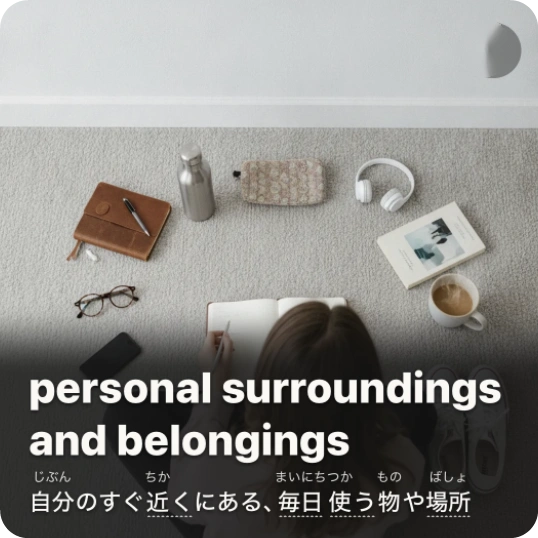 personal surroundings
and belongings
じぶん ちか まいにちつか もの ばしょ
自分のすぐ近くにある、毎日 使う物や場所